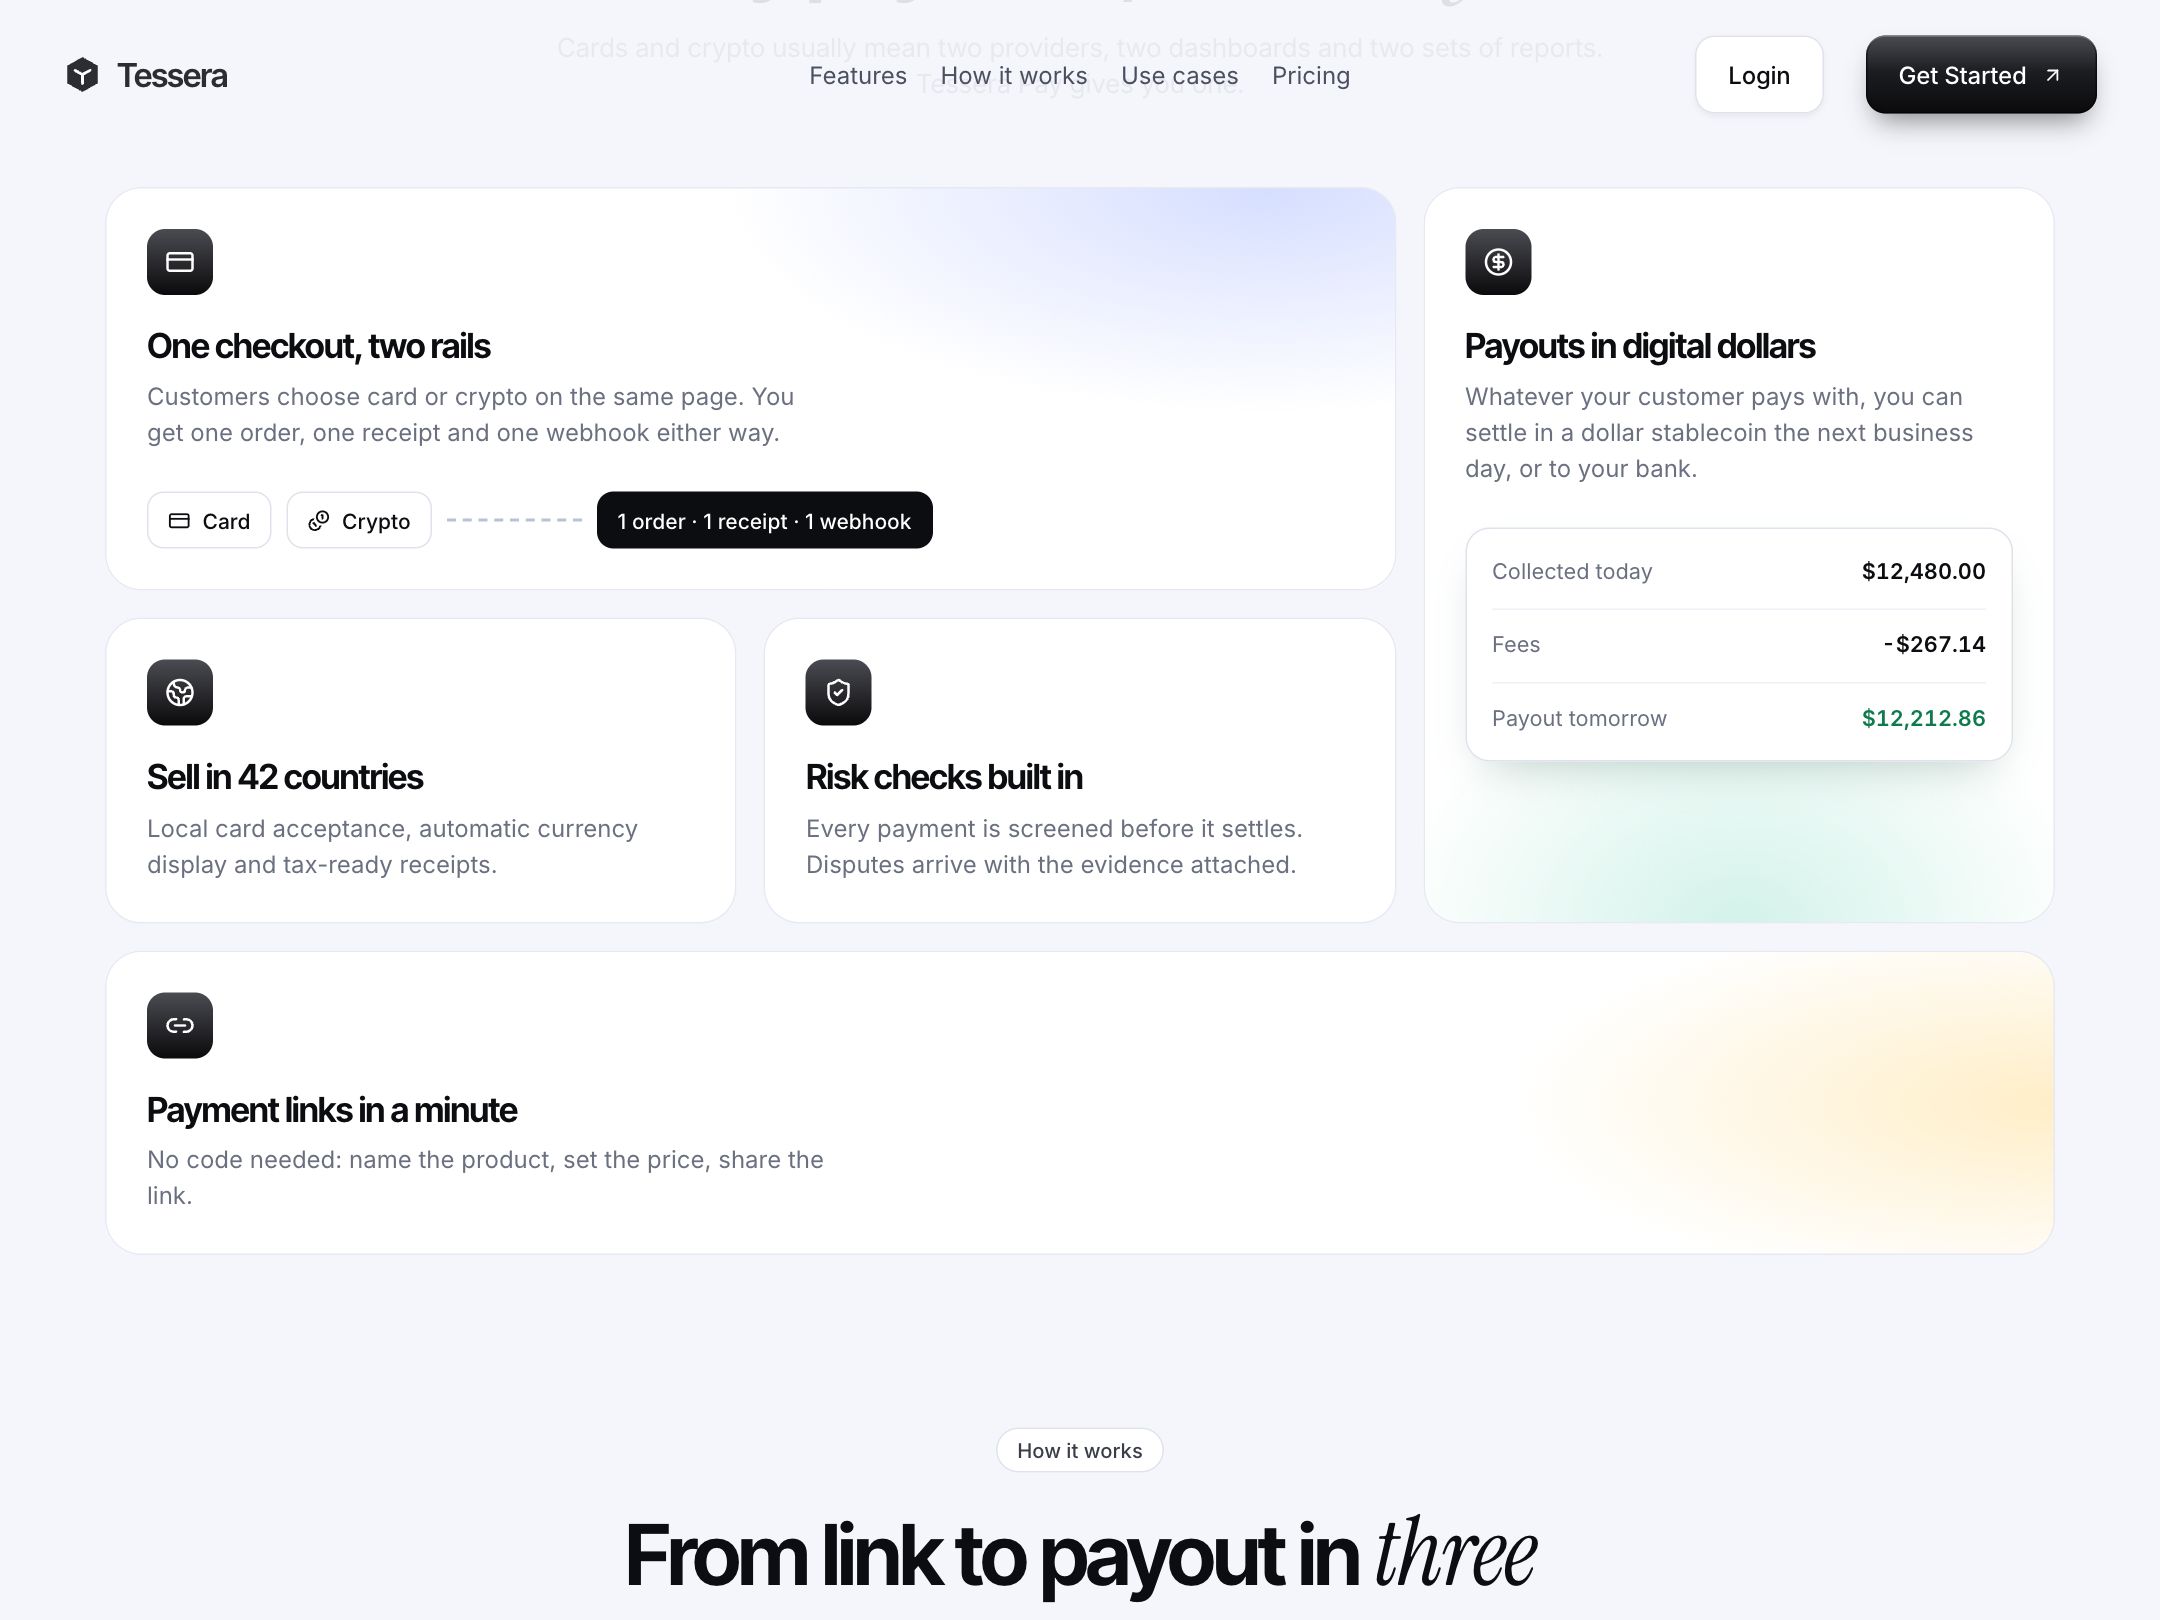 Cards and crypto usually mean two providers, two dashboards and two sets of reports.
Tessera Pay gives you one.
Tessera
Features
How it works
Use cases
Pricing
Login
Get Started
One checkout, two rails
Customers choose card or crypto on the same page. You
get one order, one receipt and one webhook either way.
Card
Crypto
1 order · 1 receipt · 1 webhook
Payouts in digital dollars
Whatever your customer pays with, you can
settle in a dollar stablecoin the next business
day, or to your bank.
Collected today $12,480.00
Fees -$267.14
Payout tomorrow $12,212.86
Sell in 42 countries
Local card acceptance, automatic currency
display and tax-ready receipts.
Risk checks built in
Every payment is screened before it settles.
Disputes arrive with the evidence attached.
Payment links in a minute
No code needed: name the product, set the price, share the
link.
How it works
From link to payout in three